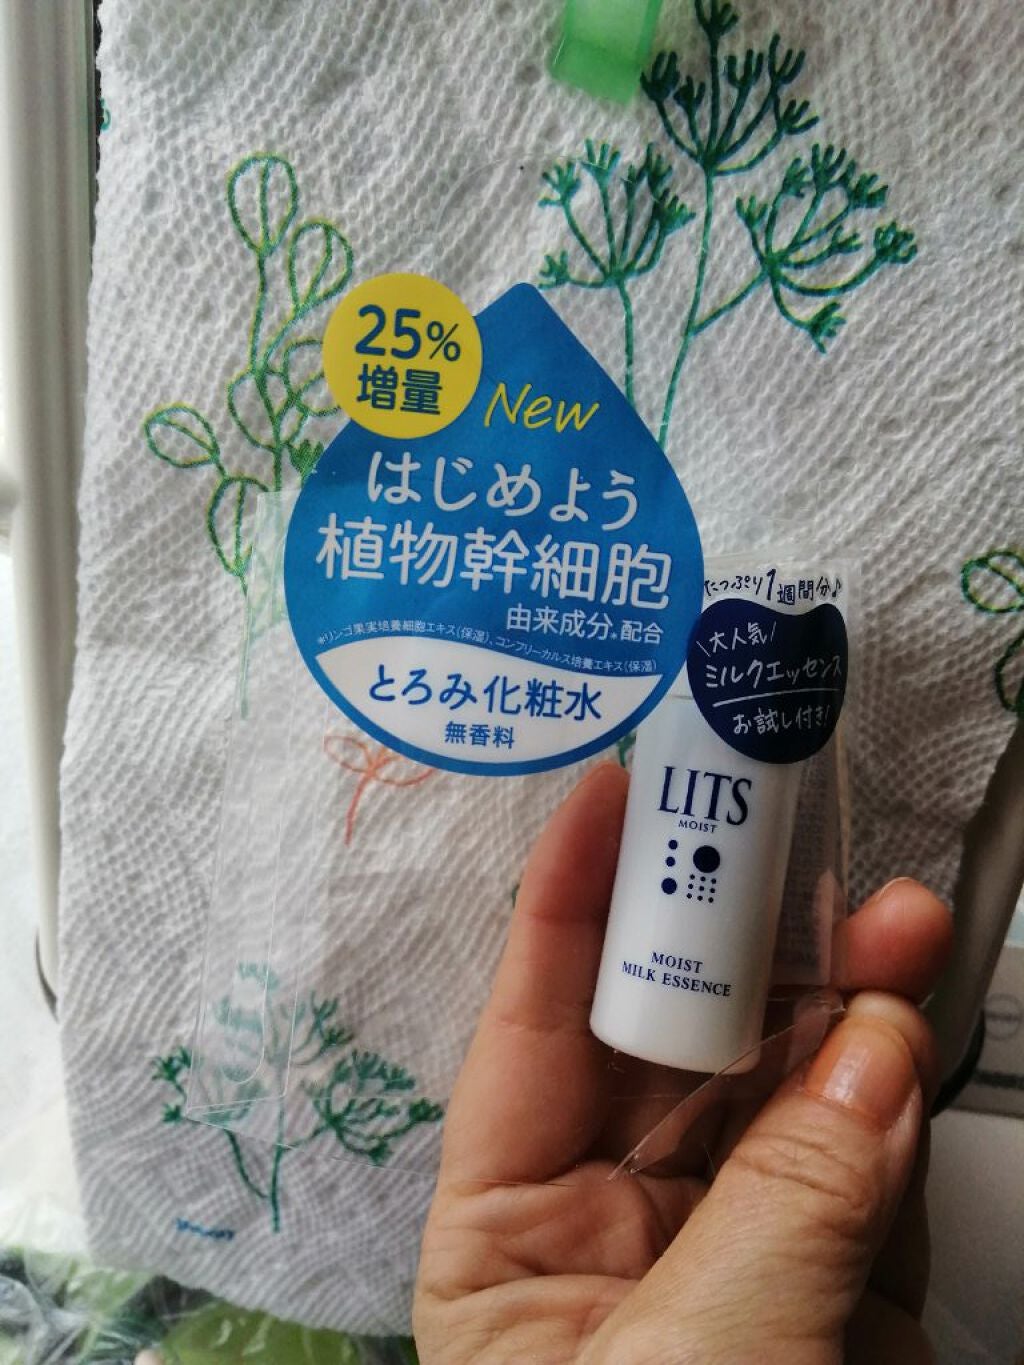 25%
増量
New
はじめよう
植物幹細胞
由来成分*配合
*リンゴ果実培養細胞エキス(保湿)、コンフリーカルス培養エキス(保湿)
とろみ化粧水
無香料
たっぷり1週間分♪
\大人気/
ミルクエッセンス
お試し付き!
LITS
MOIST
MOIST
MILK ESSENCE